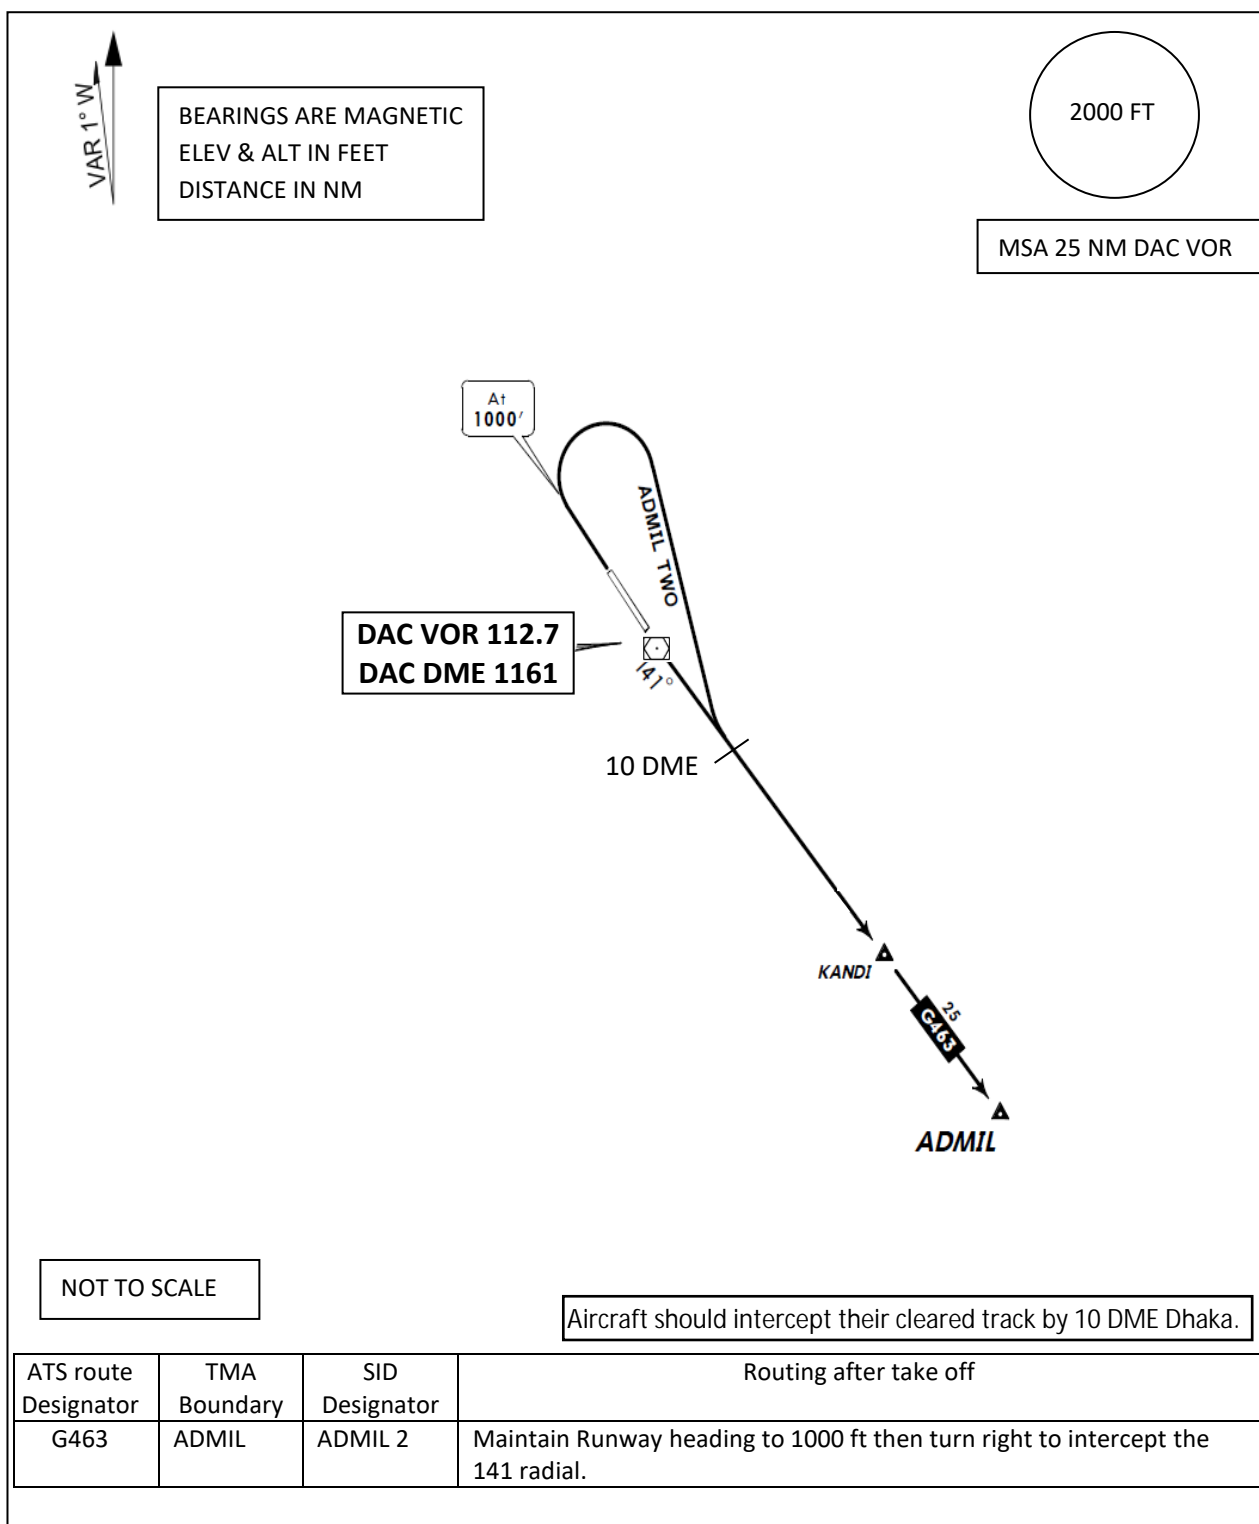 VAR 1° W
BEARINGS ARE MAGNETIC
ELEV & ALT IN FEET
DISTANCE IN NM
2000 FT
MSA 25 NM DAC VOR
At
1000'
ADMIL TWO
DAC VOR 112.7
DAC DME 1161
141°
10 DME
KANDI
25
G463
ADMIL
NOT TO SCALE
Aircraft should intercept their cleared track by 10 DME Dhaka.
ATS route Designator
TMA Boundary
SID Designator
Routing after take off
G463
ADMIL
ADMIL 2
Maintain Runway heading to 1000 ft then turn right to intercept the
141 radial.